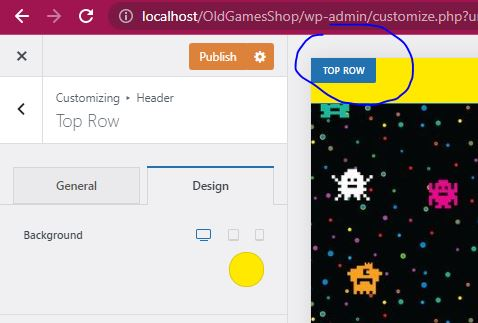 localhost/OldGamesShop/wp-admin/customize.php?u
Publish
TOP ROW
Customizing ▸ Header
Top Row
General
Design
Background